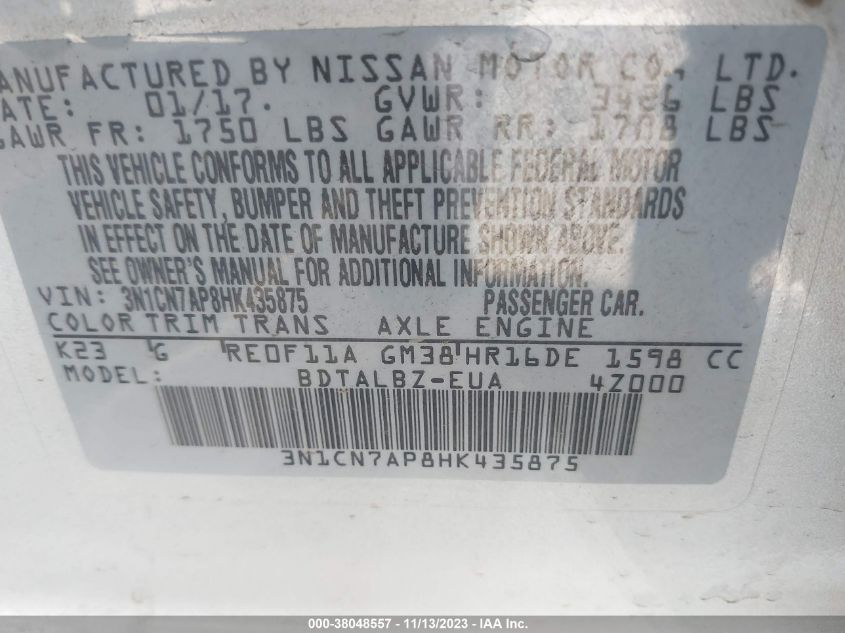 ANUFACTURED BY NISSAN MOTOR CO., LTD.
ATE: 01/17. GVWR: 3426 LBS
GAWR FR: 1750 LBS GAWR RR: 1708 LBS
THIS VEHICLE CONFORMS TO ALL APPLICABLE FEDERAL MOTOR
VEHICLE SAFETY, BUMPER AND THEFT PREVENTION STANDARDS
IN EFFECT ON THE DATE OF MANUFACTURE SHOWN ABOVE.
SEE OWNER'S MANUAL FOR ADDITIONAL INFORMATION.
VIN: 3N1CN7AP8HK435875 PASSENGER CAR.
COLOR TRIM TRANS AXLE ENGINE
K23 G RE0F11A GM38 HR16DE 1598 CC
MODEL: BDTALBZ-EUA 4Z000
3N1CN7AP8HK435875
000-38048557 - 11/13/2023 - IAA Inc.